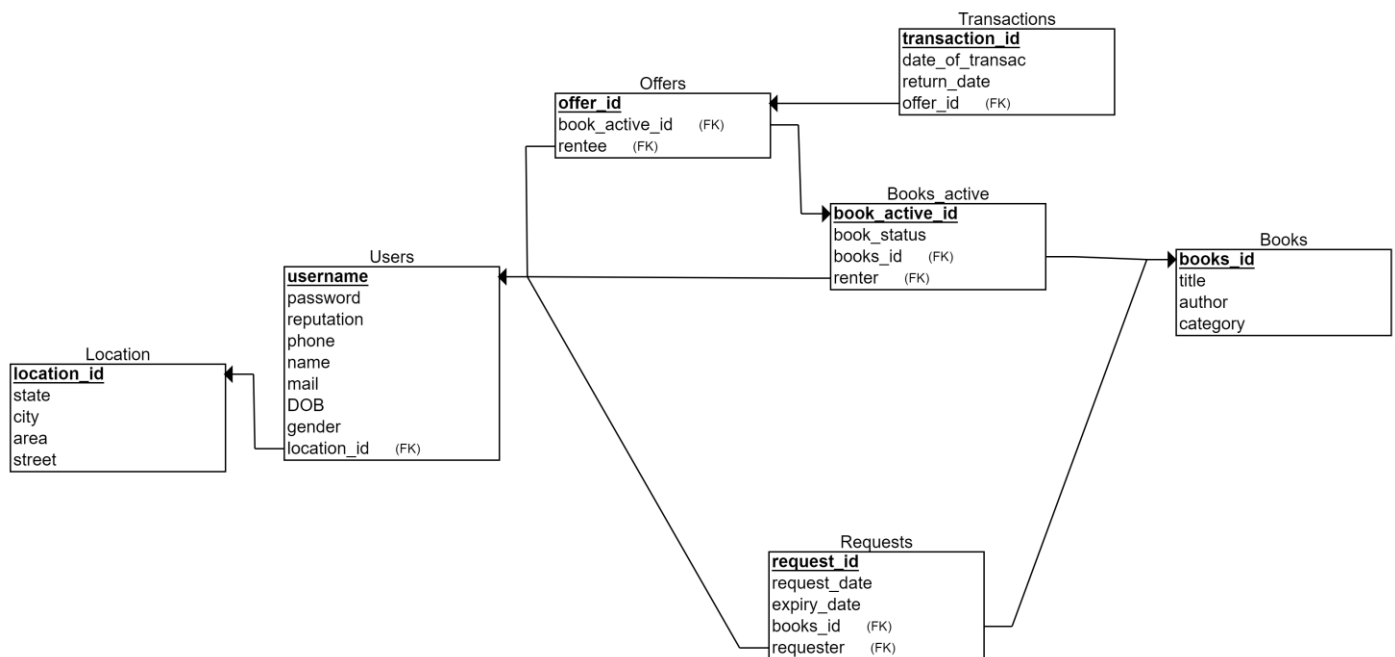 Transactions
transaction_id
date_of_transac
return_date
offer_id (FK)
Offers
offer_id
book_active_id (FK)
rentee (FK)
Books_active
book_active_id
book_status
books_id (FK)
renter (FK)
Books
books_id
title
author
category
Users
username
password
reputation
phone
name
mail
DOB
gender
location_id (FK)
Location
location_id
state
city
area
street
Requests
request_id
request_date
expiry_date
books_id (FK)
requester (FK)